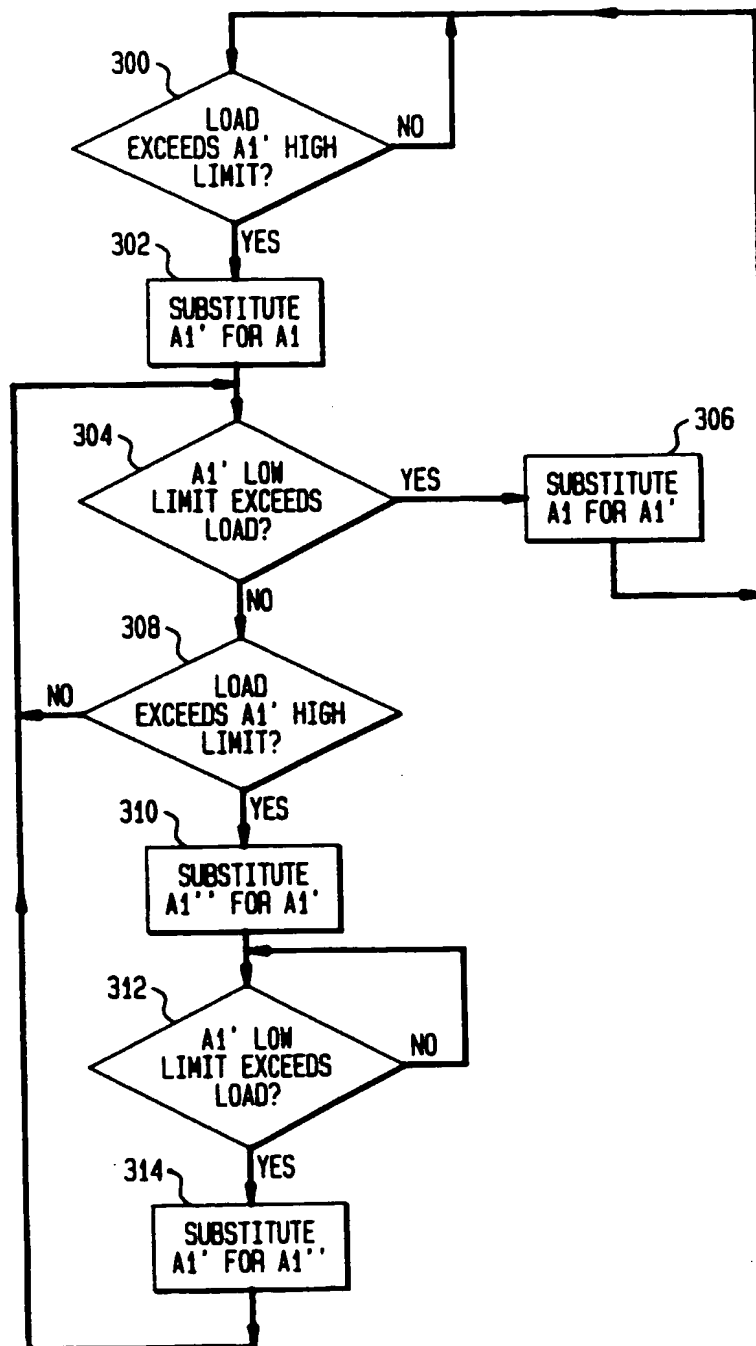 300
LOAD
EXCEEDS A1' HIGH
LIMIT?
NO
YES
302
SUBSTITUTE
A1' FOR A1
304
A1' LOW
LIMIT EXCEEDS
LOAD?
YES
306
SUBSTITUTE
A1 FOR A1'
NO
308
LOAD
EXCEEDS A1' HIGH
LIMIT?
NO
YES
310
SUBSTITUTE
A1'' FOR A1'
312
A1' LOW
LIMIT EXCEEDS
LOAD?
NO
YES
314
SUBSTITUTE
A1' FOR A1''